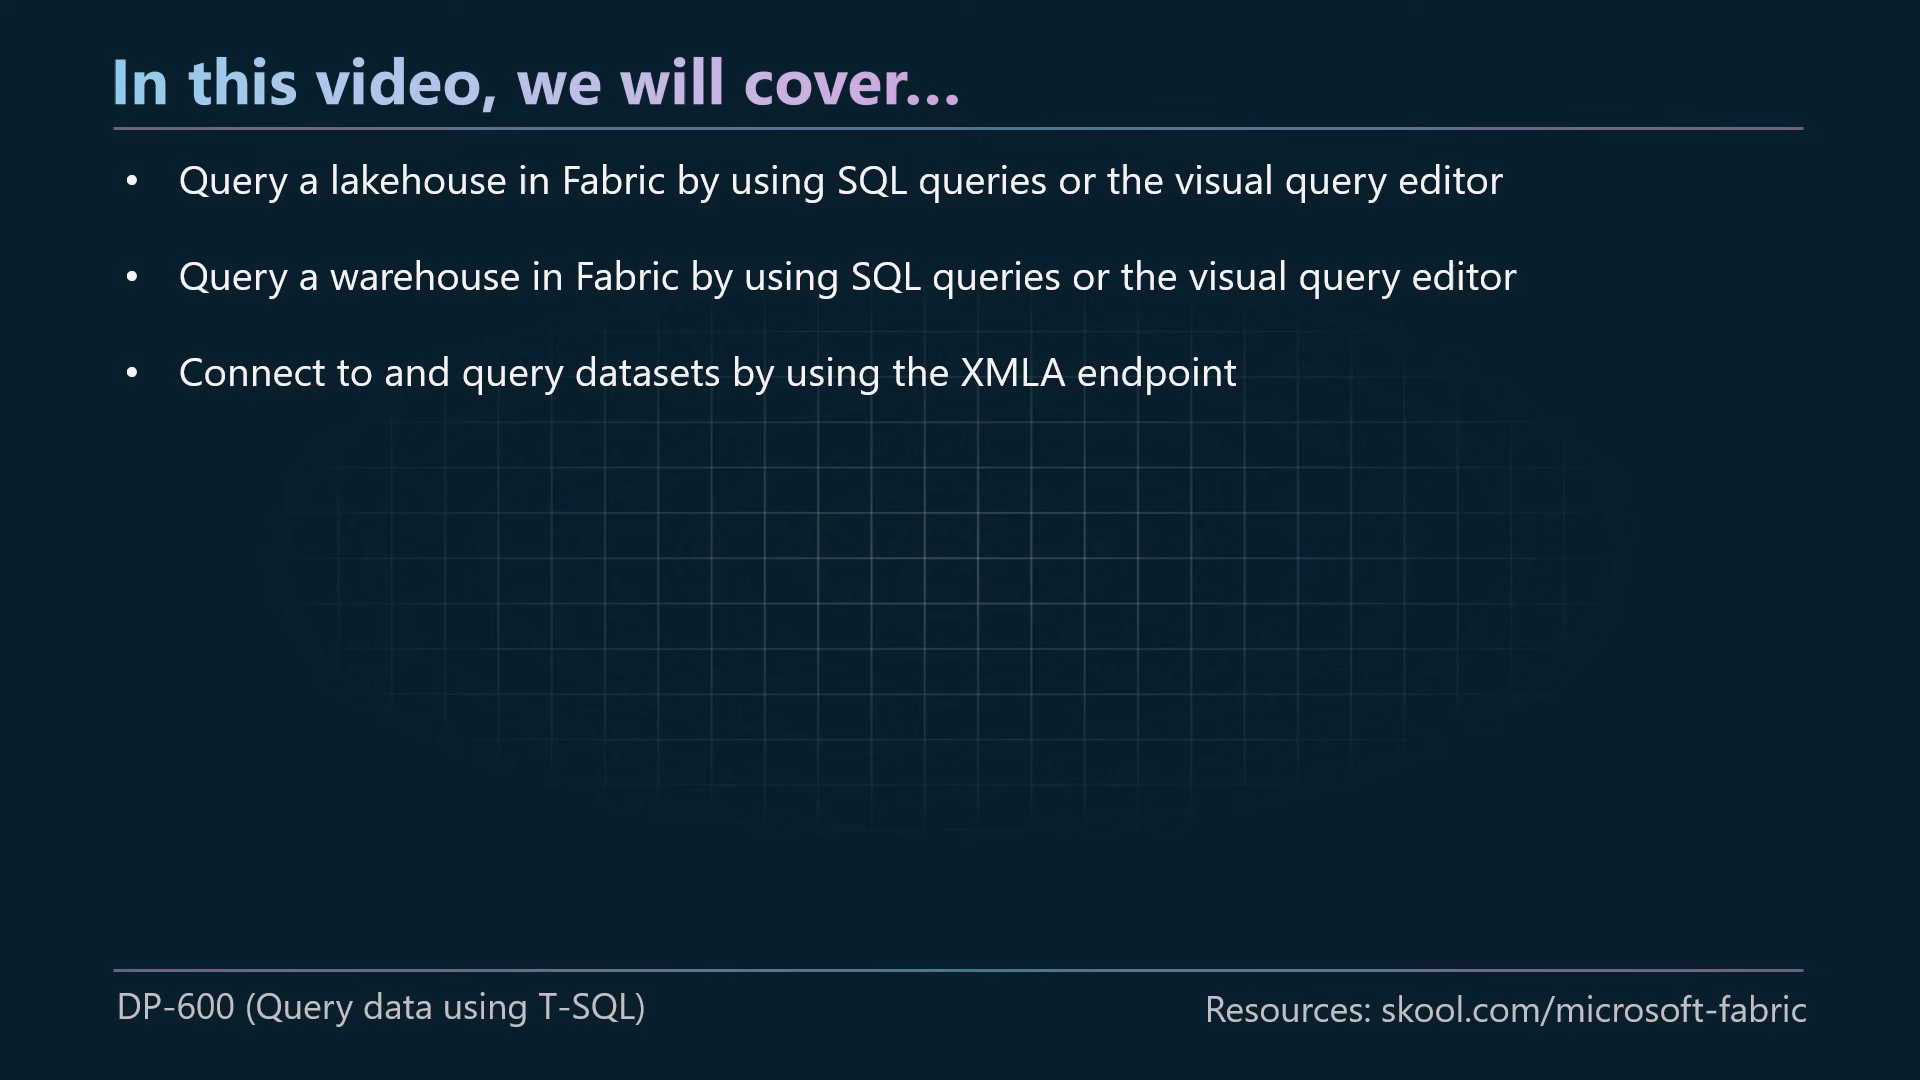 In this video, we will cover...
• Query a lakehouse in Fabric by using SQL queries or the visual query editor
• Query a warehouse in Fabric by using SQL queries or the visual query editor
• Connect to and query datasets by using the XMLA endpoint
DP-600 (Query data using T-SQL)
Resources: skool.com/microsoft-fabric